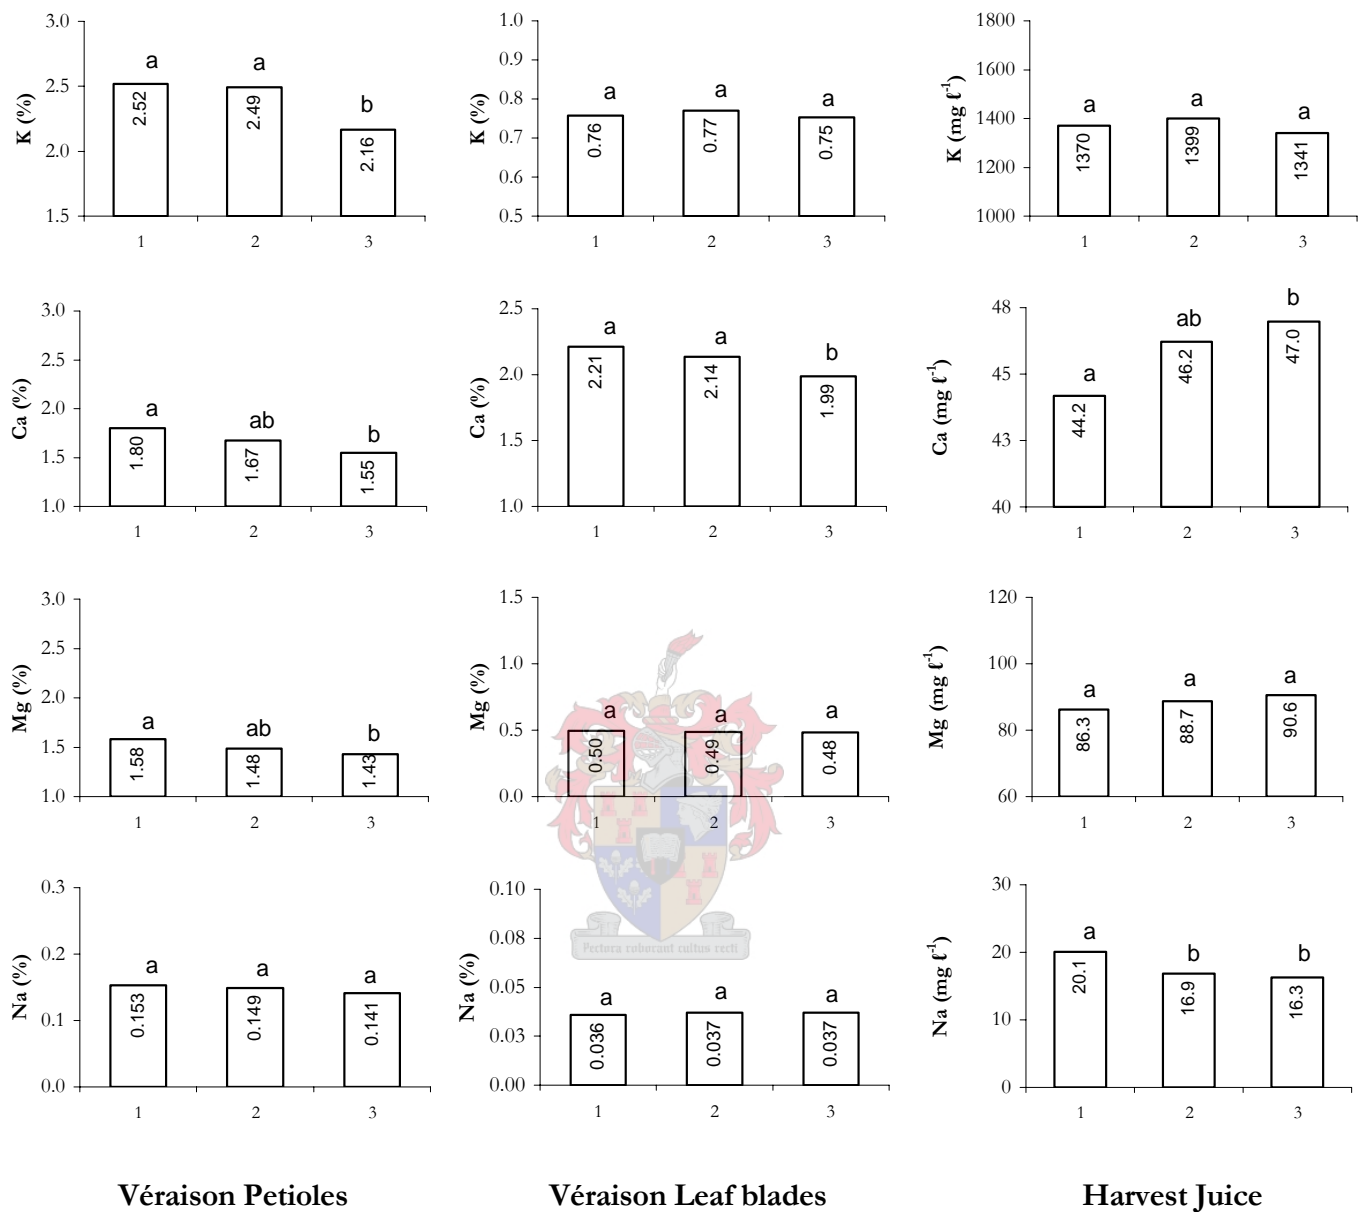 3.0
2.5
2.0
1.5
K (%)
a
a
b
2.52
2.49
2.16
1
2
3
1.0
0.9
0.8
0.7
0.6
0.5
K (%)
a
a
a
0.76
0.77
0.75
1
2
3
1800
1600
1400
1200
1000
K (mg ℓ⁻¹)
a
a
a
1370
1399
1341
1
2
3
3.0
2.5
2.0
1.5
1.0
Ca (%)
a
ab
b
1.80
1.67
1.55
1
2
3
2.5
2.0
1.5
1.0
Ca (%)
a
a
b
2.21
2.14
1.99
1
2
3
48
45
43
40
Ca (mg ℓ⁻¹)
a
ab
b
44.2
46.2
47.0
1
2
3
3.0
2.5
2.0
1.5
1.0
Mg (%)
a
ab
b
1.58
1.48
1.43
1
2
3
1.5
1.0
0.5
0.0
Mg (%)
a
a
a
0.50
0.49
0.48
1
2
3
120
100
80
60
Mg (mg ℓ⁻¹)
a
a
a
86.3
88.7
90.6
1
2
3
0.3
0.2
0.1
0.0
Na (%)
a
a
a
0.153
0.149
0.141
1
2
3
Pectora roborant cultus recti
0.10
0.08
0.05
0.03
0.00
Na (%)
a
a
a
0.036
0.037
0.037
1
2
3
30
20
10
0
Na (mg ℓ⁻¹)
a
b
b
20.1
16.9
16.3
1
2
3
Véraison Petioles
Véraison Leaf blades
Harvest Juice